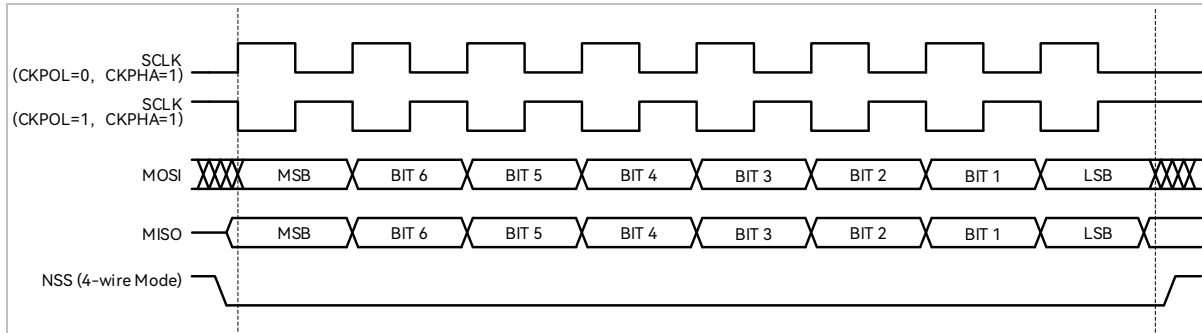 SCLK
(CKPOL=0, CKPHA=1)
SCLK
(CKPOL=1, CKPHA=1)
MOSI MSB BIT 6 BIT 5 BIT 4 BIT 3 BIT 2 BIT 1 LSB
MISO MSB BIT 6 BIT 5 BIT 4 BIT 3 BIT 2 BIT 1 LSB
NSS (4-wire Mode)